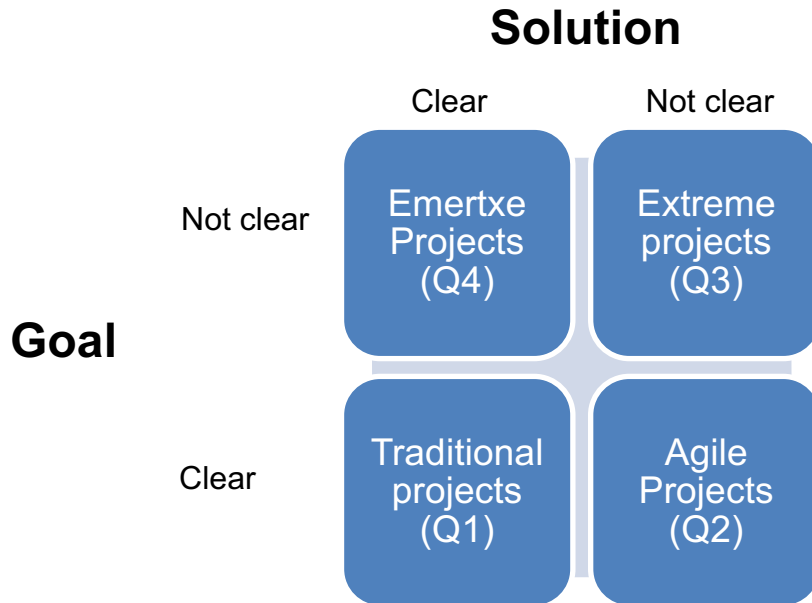 Solution
Clear
Not clear
Not clear
Emertxe
Projects
(Q4)
Extreme
projects
(Q3)
Goal
Clear
Traditional
projects
(Q1)
Agile
Projects
(Q2)